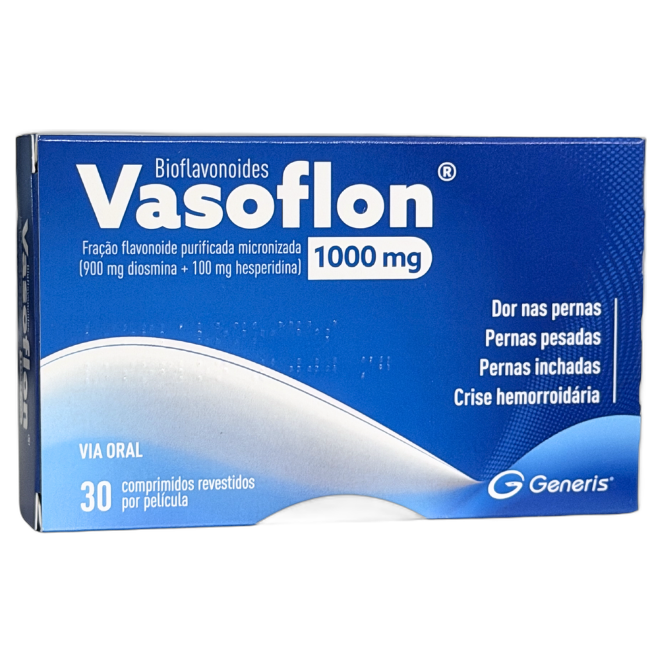 Bioflavonoides
Vasoflon®
Fração flavonoide purificada micronizada
(900 mg diosmina + 100 mg hesperidina)
1000 mg
Dor nas pernas
Pernas pesadas
Pernas inchadas
Crise hemorroidária
VIA ORAL
30 comprimidos revestidos
por película
Generis®
Vasoflon®